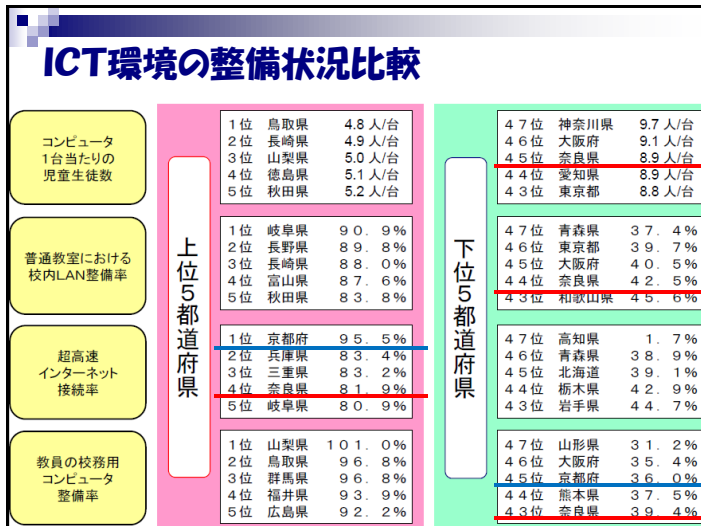 ICT環境の整備状況比較
コンピュータ
1台当たりの
児童生徒数
普通教室における
校内LAN整備率
超高速
インターネット
接続率
教員の校務用
コンピュータ
整備率
上位5都道府県
1位 鳥取県 4.8 人/台
2位 長崎県 4.9 人/台
3位 山梨県 5.0 人/台
4位 徳島県 5.1 人/台
5位 秋田県 5.2 人/台
1位 岐阜県 90.9%
2位 長野県 89.8%
3位 長崎県 88.0%
4位 富山県 87.6%
5位 秋田県 83.8%
1位 京都府 95.5%
2位 兵庫県 83.4%
3位 三重県 83.2%
4位 奈良県 81.9%
5位 岐阜県 80.9%
1位 山梨県 101.0%
2位 鳥取県 96.8%
3位 群馬県 96.8%
4位 福井県 93.9%
5位 広島県 92.2%
下位5都道府県
47位 神奈川県 9.7 人/台
46位 大阪府 9.1 人/台
45位 奈良県 8.9 人/台
44位 愛知県 8.9 人/台
43位 東京都 8.8 人/台
47位 青森県 37.4%
46位 東京都 39.7%
45位 大阪府 40.5%
44位 奈良県 42.5%
43位 和歌山県 45.6%
47位 高知県 1.7%
46位 青森県 38.9%
45位 北海道 39.1%
44位 栃木県 42.9%
43位 岩手県 44.7%
47位 山形県 31.2%
46位 大阪府 35.4%
45位 京都府 36.0%
44位 熊本県 37.5%
43位 奈良県 39.4%